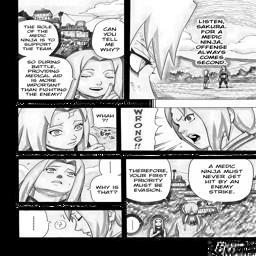 LISTEN,
SAKURA.
FOR A
MEDIC
NINJA,
OFFENSE
ALWAYS
COMES
SECOND.
CAN YOU
TELL
ME
WHY?
THE ROLE
OF THE
MEDIC
NINJA IS TO
SUPPORT
THE TEAM.
SO DURING
BATTLE,
PROVIDING
MEDICAL AID
IS MORE
IMPORTANT
THAN FIGHTING
THE ENEMY!
WRONG!!
WHAH
?!
A MEDIC
NINJA MUST
NEVER GET
HIT BY AN
ENEMY
STRIKE.
THEREFORE,
YOUR FIRST
PRIORITY
MUST BE
EVASION.
WHY IS
THAT?